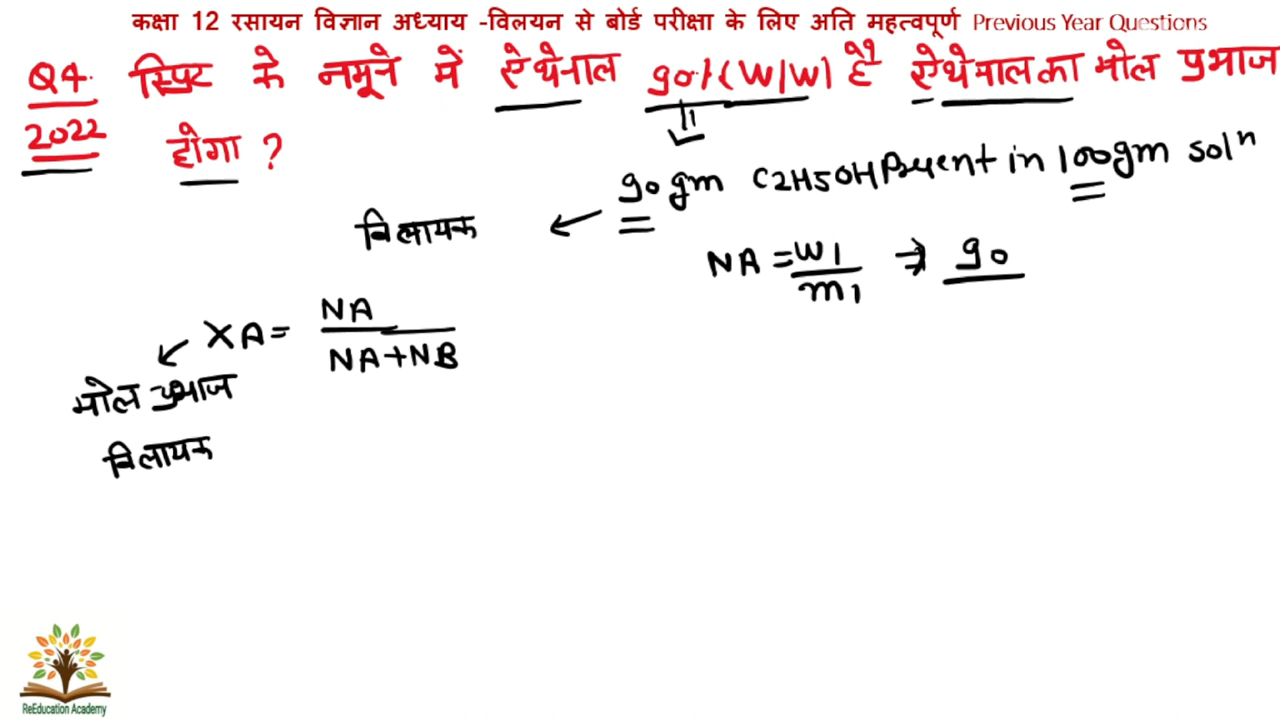 कक्षा 12 रसायन विज्ञान अध्याय -विलयन से बोर्ड परीक्षा के लिए अति महत्वपूर्ण Previous Year Questions
Q4. स्प्रिट के नमूने में ऐथेनाल 90% (W/W) है ऐथेनाल का मोल प्रभाज
2022 होगा ?
90 gm C2H5OH Present in 100gm solⁿ
विलायक
NA = W1/m1 → 90
XA = NA/NA+NB
मोल प्रभाज
विलायक
ReEducation Academy